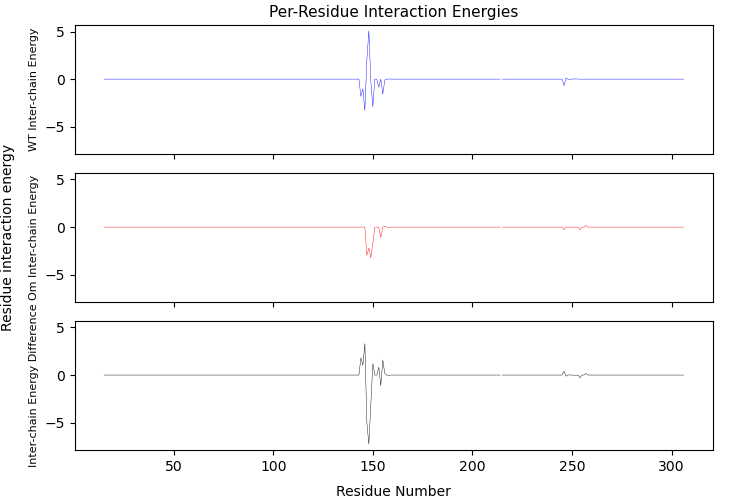 Per-Residue Interaction Energies
Residue interaction energy
WT Inter-chain Energy
5
0
−5
Om Inter-chain Energy
5
0
−5
Inter-chain Energy Difference
5
0
−5
50
100
150
200
250
300
Residue Number